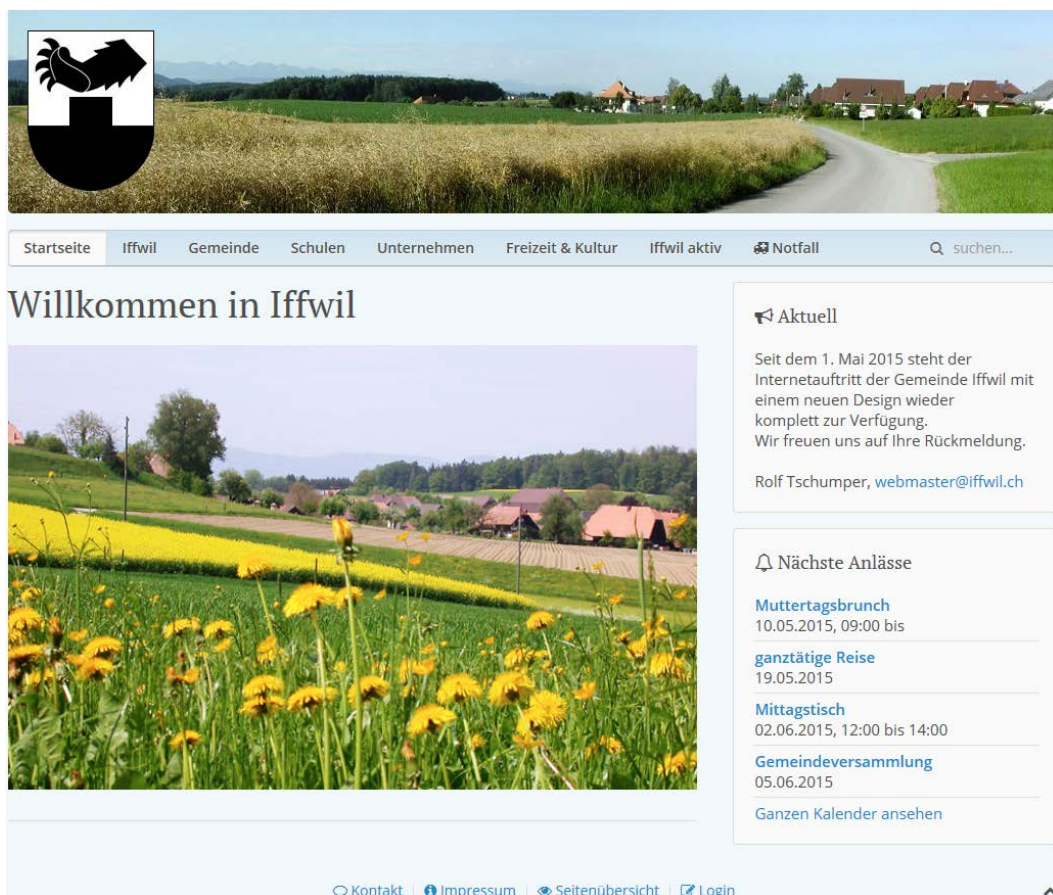 Startseite Iffwil Gemeinde Schulen Unternehmen Freizeit & Kultur Iffwil aktiv Notfall suchen...
Willkommen in Iffwil
Aktuell
Seit dem 1. Mai 2015 steht der
Internetauftritt der Gemeinde Iffwil mit
einem neuen Design wieder
komplett zur Verfügung.
Wir freuen uns auf Ihre Rückmeldung.
Rolf Tschumper, webmaster@iffwil.ch
Nächste Anlässe
Muttertagsbrunch
10.05.2015, 09:00 bis
ganztätige Reise
19.05.2015
Mittagstisch
02.06.2015, 12:00 bis 14:00
Gemeindeversammlung
05.06.2015
Ganzen Kalender ansehen
Kontakt | Impressum | Seitenübersicht | Login